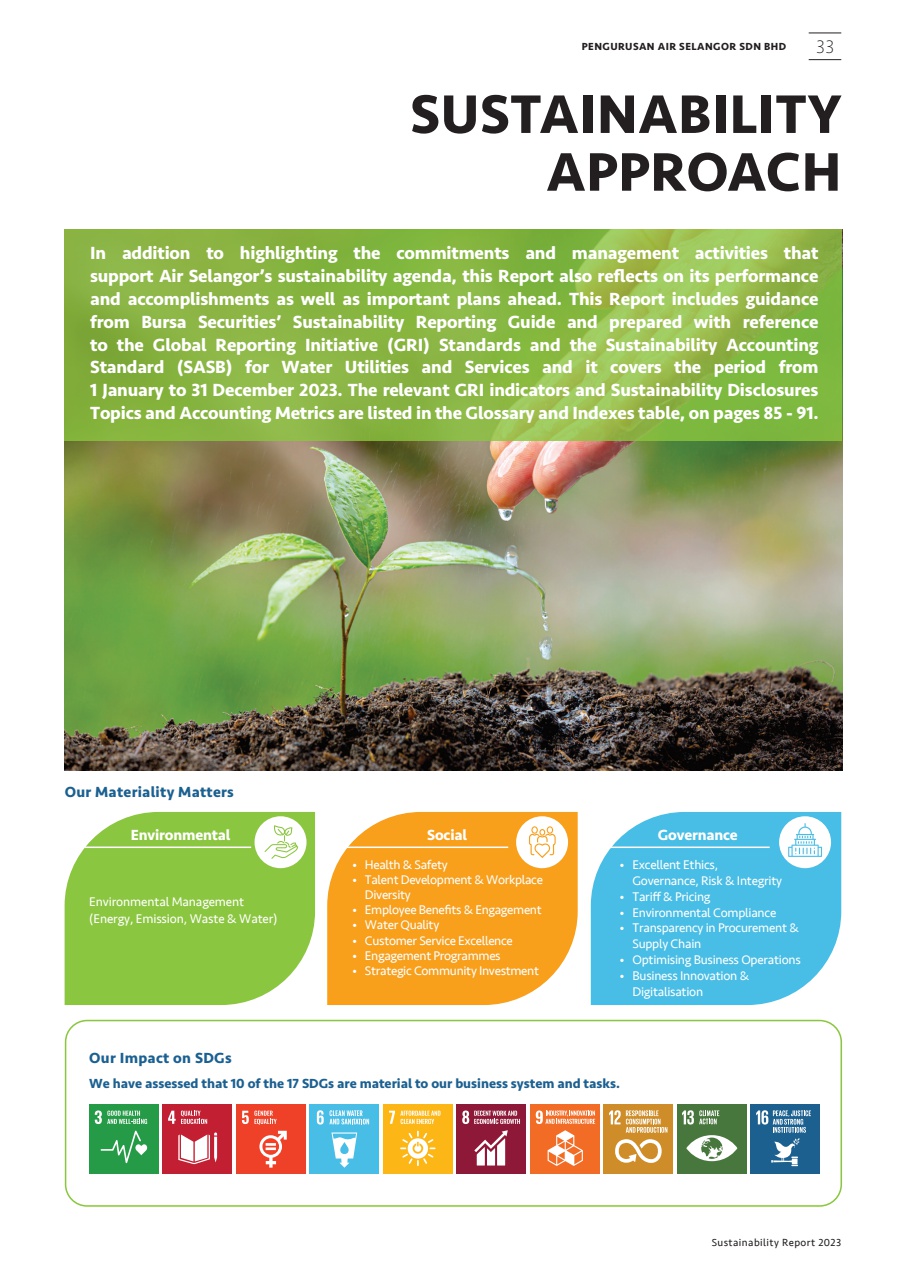 PENGURUSAN AIR SELANGOR SDN BHD 33
SUSTAINABILITY
APPROACH
In addition to highlighting the commitments and management activities that
support Air Selangor’s sustainability agenda, this Report also reflects on its performance
and accomplishments as well as important plans ahead. This Report includes guidance
from Bursa Securities’ Sustainability Reporting Guide and prepared with reference
to the Global Reporting Initiative (GRI) Standards and the Sustainability Accounting
Standard (SASB) for Water Utilities and Services and it covers the period from
1 January to 31 December 2023. The relevant GRI indicators and Sustainability Disclosures
Topics and Accounting Metrics are listed in the Glossary and Indexes table, on pages 85 - 91.
Our Materiality Matters
Environmental
Environmental Management
(Energy, Emission, Waste & Water)
Social
• Health & Safety
• Talent Development & Workplace
Diversity
• Employee Benefits & Engagement
• Water Quality
• Customer Service Excellence
• Engagement Programmes
• Strategic Community Investment
Governance
• Excellent Ethics,
Governance, Risk & Integrity
• Tariff & Pricing
• Environmental Compliance
• Transparency in Procurement &
Supply Chain
• Optimising Business Operations
• Business Innovation &
Digitalisation
Our Impact on SDGs
We have assessed that 10 of the 17 SDGs are material to our business system and tasks.
3 GOOD HEALTH
AND WELL-BEING
4 QUALITY
EDUCATION
5 GENDER
EQUALITY
6 CLEAN WATER
AND SANITATION
7 AFFORDABLE AND
CLEAN ENERGY
8 DECENT WORK AND
ECONOMIC GROWTH
9 INDUSTRY, INNOVATION
AND INFRASTRUCTURE
12 RESPONSIBLE
CONSUMPTION
AND PRODUCTION
13 CLIMATE
ACTION
16 PEACE, JUSTICE
AND STRONG
INSTITUTIONS
Sustainability Report 2023